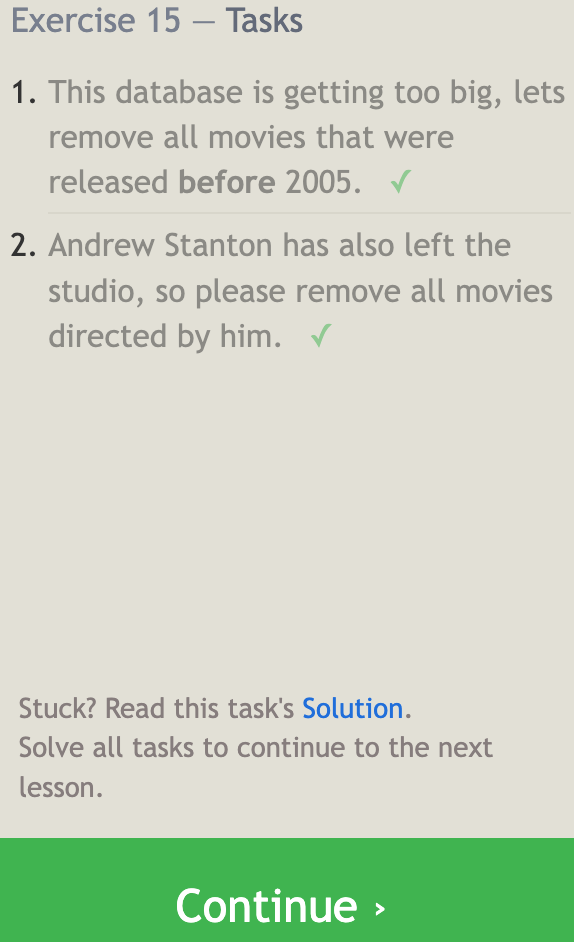 Exercise 15 — Tasks
1. This database is getting too big, lets
remove all movies that were
released before 2005. ✓
2. Andrew Stanton has also left the
studio, so please remove all movies
directed by him. ✓
Stuck? Read this task's Solution.
Solve all tasks to continue to the next
lesson.
Continue ›